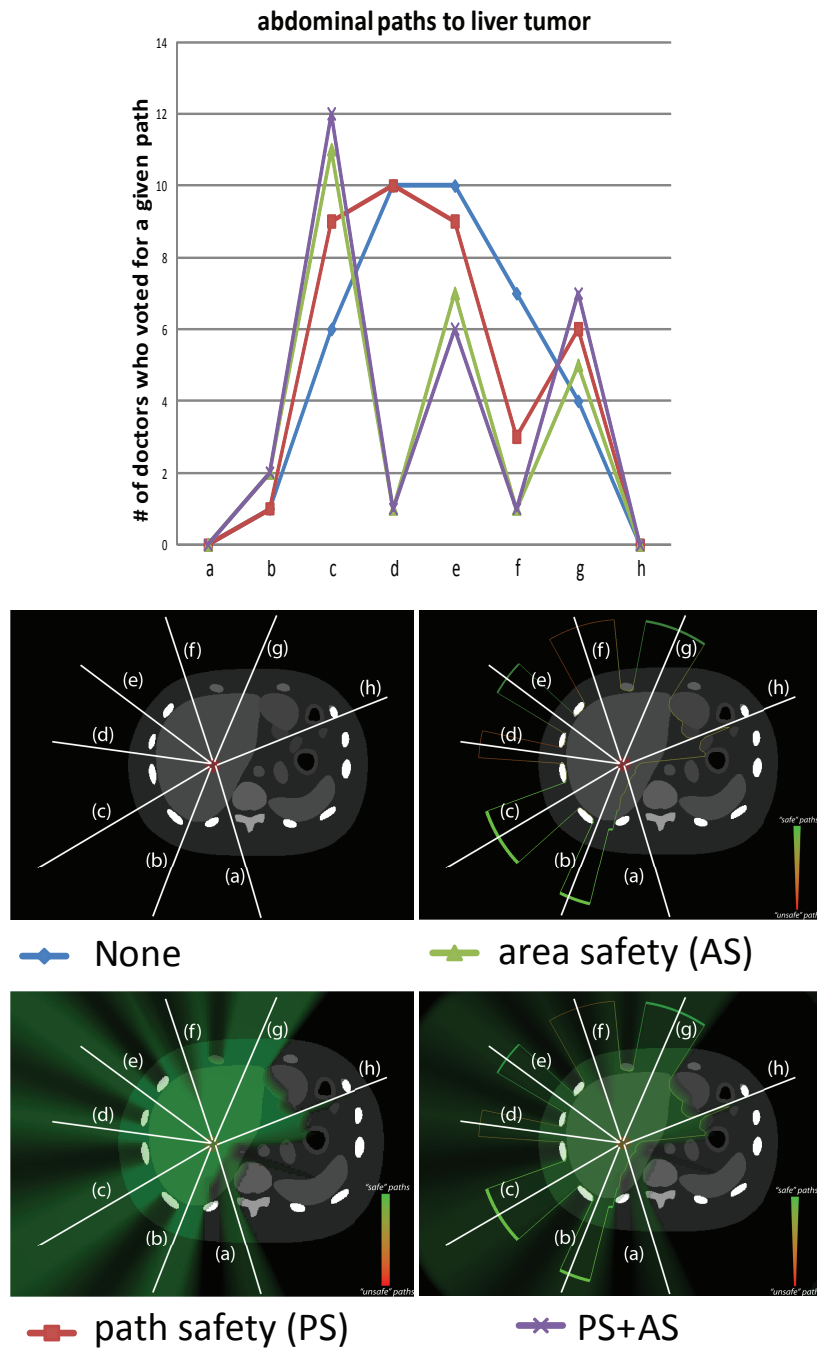 abdominal paths to liver tumor
# of doctors who voted for a given path
14
12
10
8
6
4
2
0
a b c d e f g h
(f) (g)
(e)
(h)
(d)
(c)
(b)
(a)
(f) (g)
(e)
(h)
(d)
(c)
(b)
(a)
"safe" paths
"unsafe" paths
None
area safety (AS)
(f) (g)
(e)
(h)
(d)
(c)
(b)
(a)
"safe" paths
"unsafe" paths
(f) (g)
(e)
(h)
(d)
(c)
(b)
(a)
"safe" paths
"unsafe" paths
path safety (PS)
PS+AS